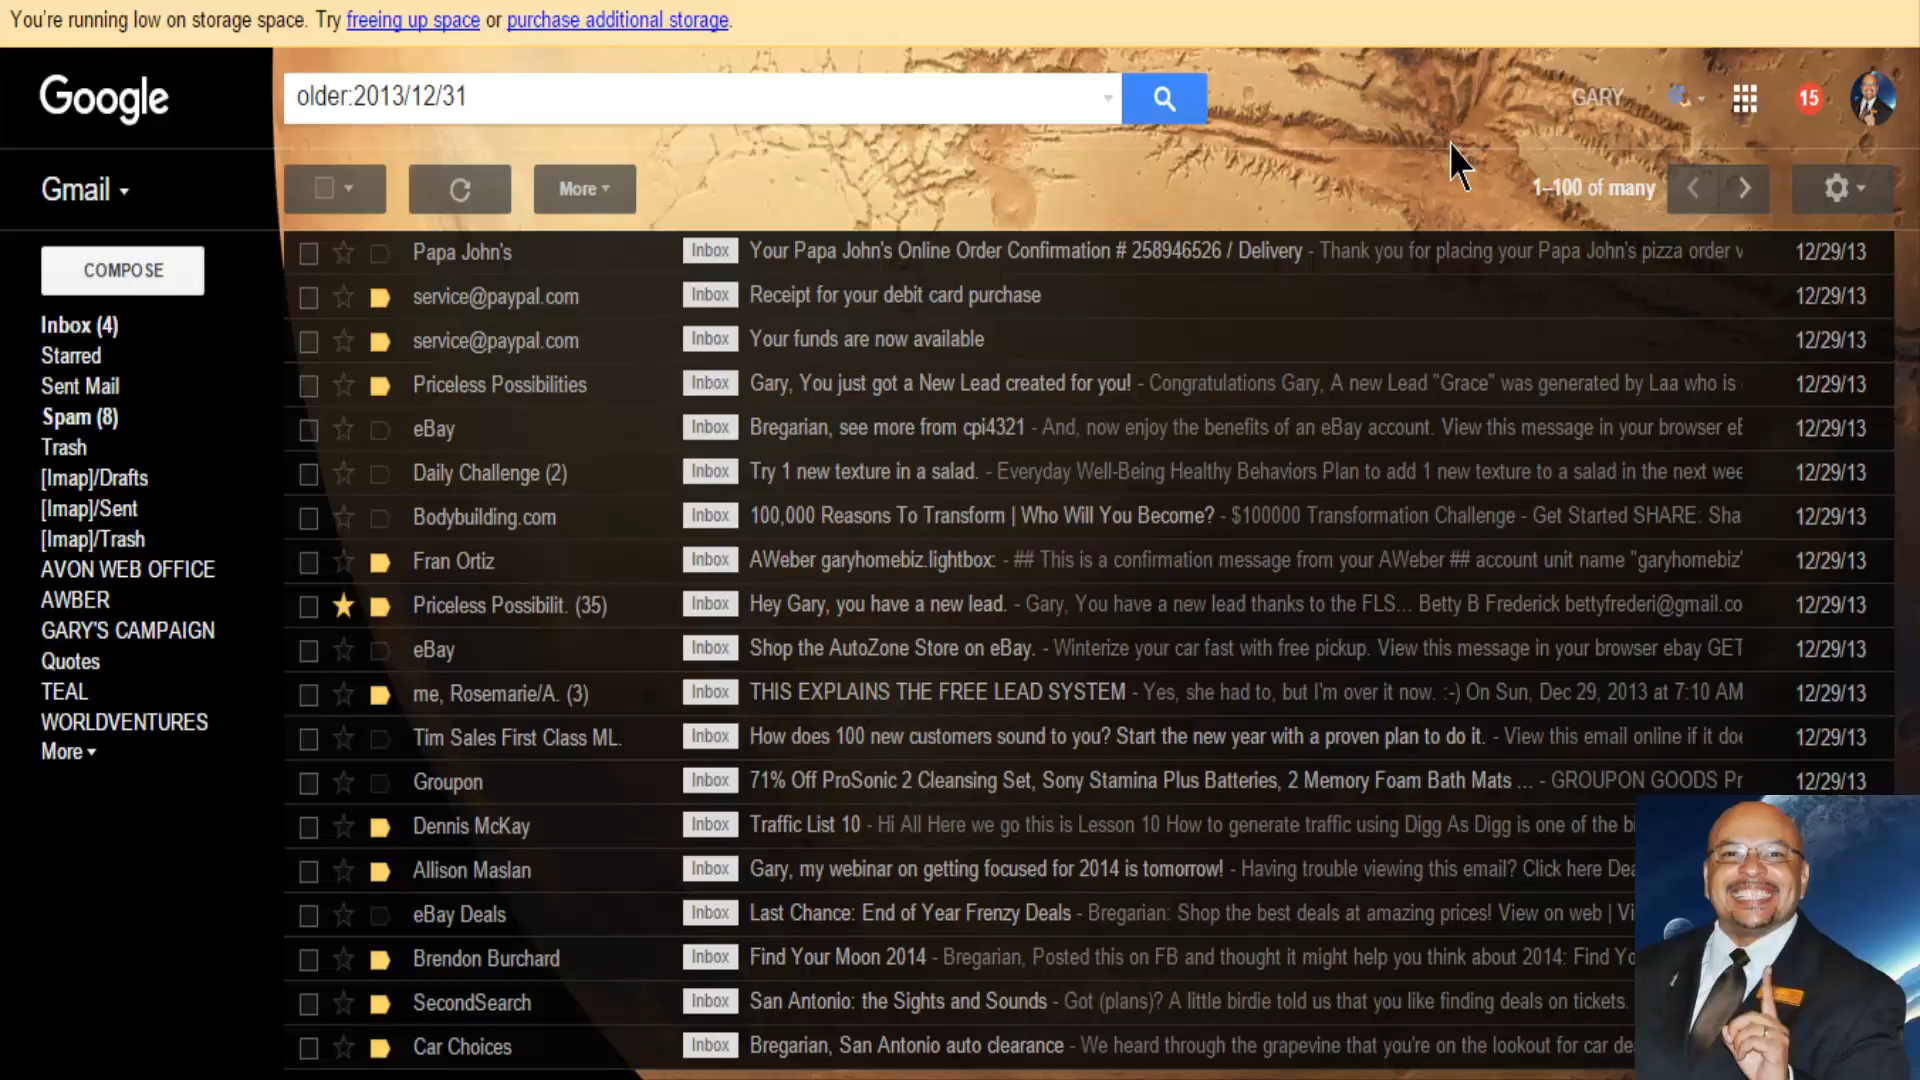 You're running low on storage space. Try freeing up space or purchase additional storage.
Google
older:2013/12/31
GARY
15
Gmail
More
1–100 of many
COMPOSE
Inbox (4)
Starred
Sent Mail
Spam (8)
Trash
[Imap]/Drafts
[Imap]/Sent
[Imap]/Trash
AVON WEB OFFICE
AWBER
GARY'S CAMPAIGN
Quotes
TEAL
WORLDVENTURES
More
Papa John's Inbox Your Papa John's Online Order Confirmation # 258946526 / Delivery - Thank you for placing your Papa John's pizza order v 12/29/13
service@paypal.com Inbox Receipt for your debit card purchase 12/29/13
service@paypal.com Inbox Your funds are now available 12/29/13
Priceless Possibilities Inbox Gary, You just got a New Lead created for you! - Congratulations Gary, A new Lead "Grace" was generated by Laa who is 12/29/13
eBay Inbox Bregarian, see more from cpi4321 - And, now enjoy the benefits of an eBay account. View this message in your browser eE 12/29/13
Daily Challenge (2) Inbox Try 1 new texture in a salad. - Everyday Well-Being Healthy Behaviors Plan to add 1 new texture to a salad in the next wee 12/29/13
Bodybuilding.com Inbox 100,000 Reasons To Transform | Who Will You Become? - $100000 Transformation Challenge - Get Started SHARE: Sha 12/29/13
Fran Ortiz Inbox AWeber garyhomebiz.lightbox: - ## This is a confirmation message from your AWeber ## account unit name "garyhomebiz' 12/29/13
Priceless Possibilit. (35) Inbox Hey Gary, you have a new lead. - Gary, You have a new lead thanks to the FLS... Betty B Frederick bettyfrederi@gmail.co 12/29/13
eBay Inbox Shop the AutoZone Store on eBay. - Winterize your car fast with free pickup. View this message in your browser ebay GET 12/29/13
me, Rosemarie/A. (3) Inbox THIS EXPLAINS THE FREE LEAD SYSTEM - Yes, she had to, but I'm over it now. :-) On Sun, Dec 29, 2013 at 7:10 AM 12/29/13
Tim Sales First Class ML. Inbox How does 100 new customers sound to you? Start the new year with a proven plan to do it. - View this email online if it doe 12/29/13
Groupon Inbox 71% Off ProSonic 2 Cleansing Set, Sony Stamina Plus Batteries, 2 Memory Foam Bath Mats ... - GROUPON GOODS Pr 12/29/13
Dennis McKay Inbox Traffic List 10 - Hi All Here we go this is Lesson 10 How to generate traffic using Digg As Digg is one of the bi
Allison Maslan Inbox Gary, my webinar on getting focused for 2014 is tomorrow! - Having trouble viewing this email? Click here Dea
eBay Deals Inbox Last Chance: End of Year Frenzy Deals - Bregarian: Shop the best deals at amazing prices! View on web | Vi
Brendon Burchard Inbox Find Your Moon 2014 - Bregarian, Posted this on FB and thought it might help you think about 2014: Find Yo
SecondSearch Inbox San Antonio: the Sights and Sounds - Got (plans)? A little birdie told us that you like finding deals on tickets.
Car Choices Inbox Bregarian, San Antonio auto clearance - We heard through the grapevine that you're on the lookout for car de